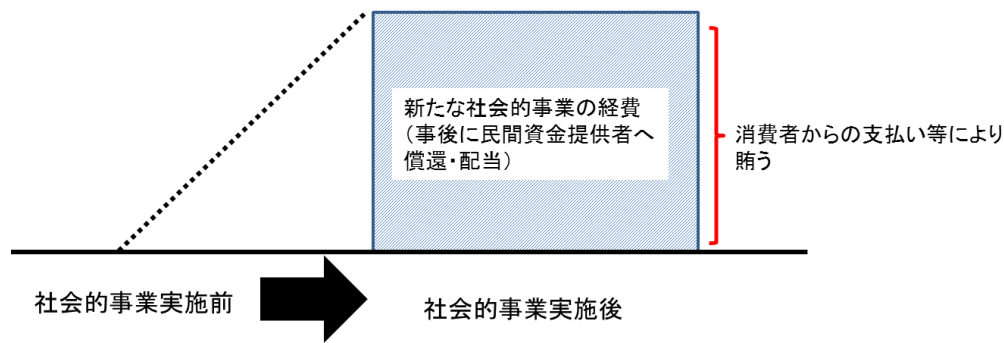 新たな社会的事業の経費
(事後に民間資金提供者へ
償還・配当)
消費者からの支払い等により
賄う
社会的事業実施前
社会的事業実施後